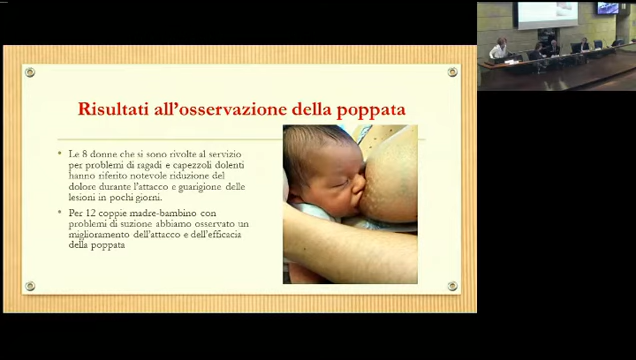 Risultati all'osservazione della poppata
• Le 8 donne che si sono rivolte al servizio
per problemi di ragadi e capezzoli dolenti
hanno riferito notevole riduzione del
dolore durante l'attacco e guarigione delle
lesioni in pochi giorni.
• Per 12 coppie madre-bambino con
problemi di suzione abbiamo osservato un
miglioramento dell'attacco e dell'efficacia
della poppata